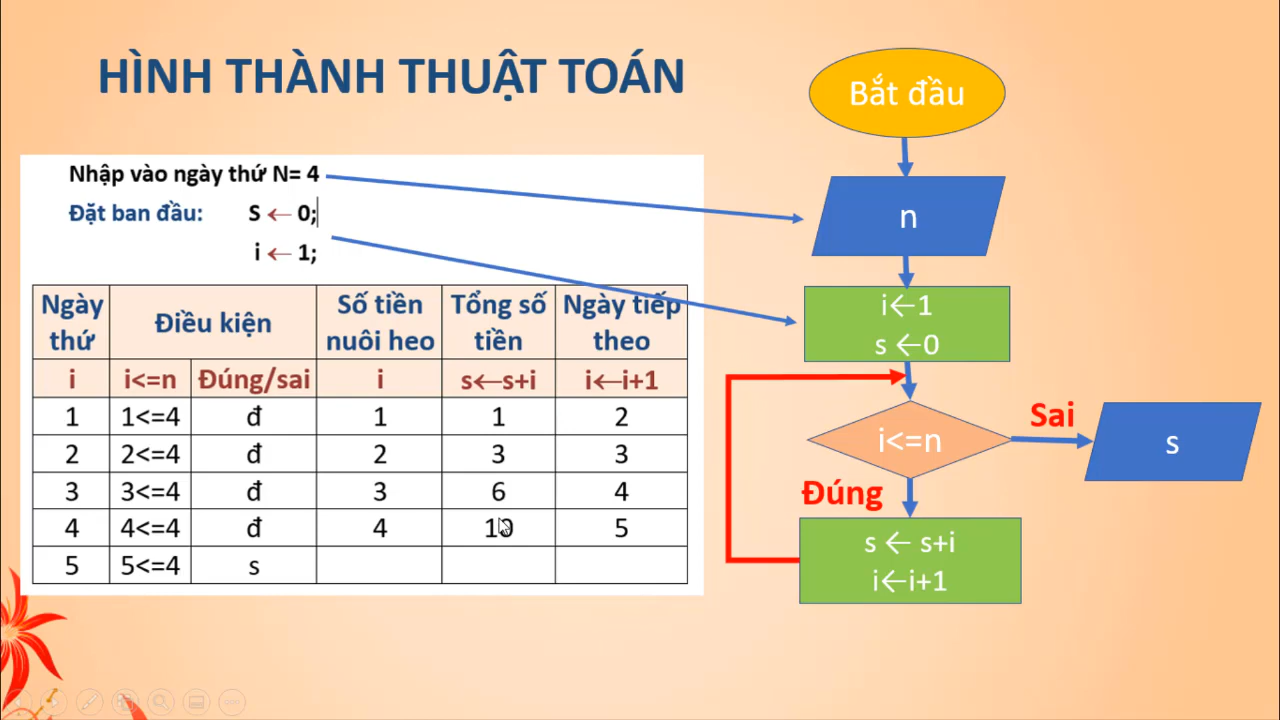 HÌNH THÀNH THUẬT TOÁN
Nhập vào ngày thứ N= 4
Đặt ban đầu: S ← 0;
i ← 1;
Ngày thứ Điều kiện Số tiền nuôi heo Tổng số tiền Ngày tiếp theo
i i<=n Đúng/sai i s←s+i i←i+1
1 1<=4 đ 1 1 2
2 2<=4 đ 2 3 3
3 3<=4 đ 3 6 4
4 4<=4 đ 4 10 5
5 5<=4 s
Bắt đầu
n
i←1
s ←0
i<=n
Sai
s
Đúng
s ← s+i
i←i+1